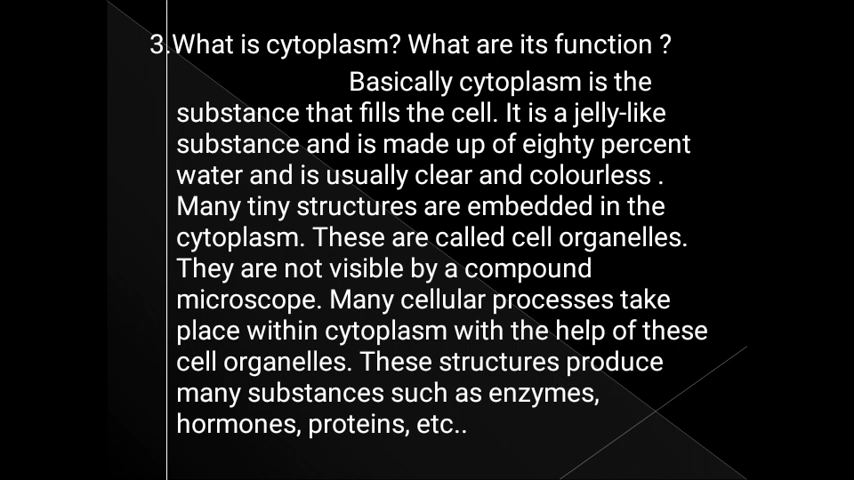 3.What is cytoplasm? What are its function ?
Basically cytoplasm is the
substance that fills the cell. It is a jelly-like
substance and is made up of eighty percent
water and is usually clear and colourless .
Many tiny structures are embedded in the
cytoplasm. These are called cell organelles.
They are not visible by a compound
microscope. Many cellular processes take
place within cytoplasm with the help of these
cell organelles. These structures produce
many substances such as enzymes,
hormones, proteins, etc..